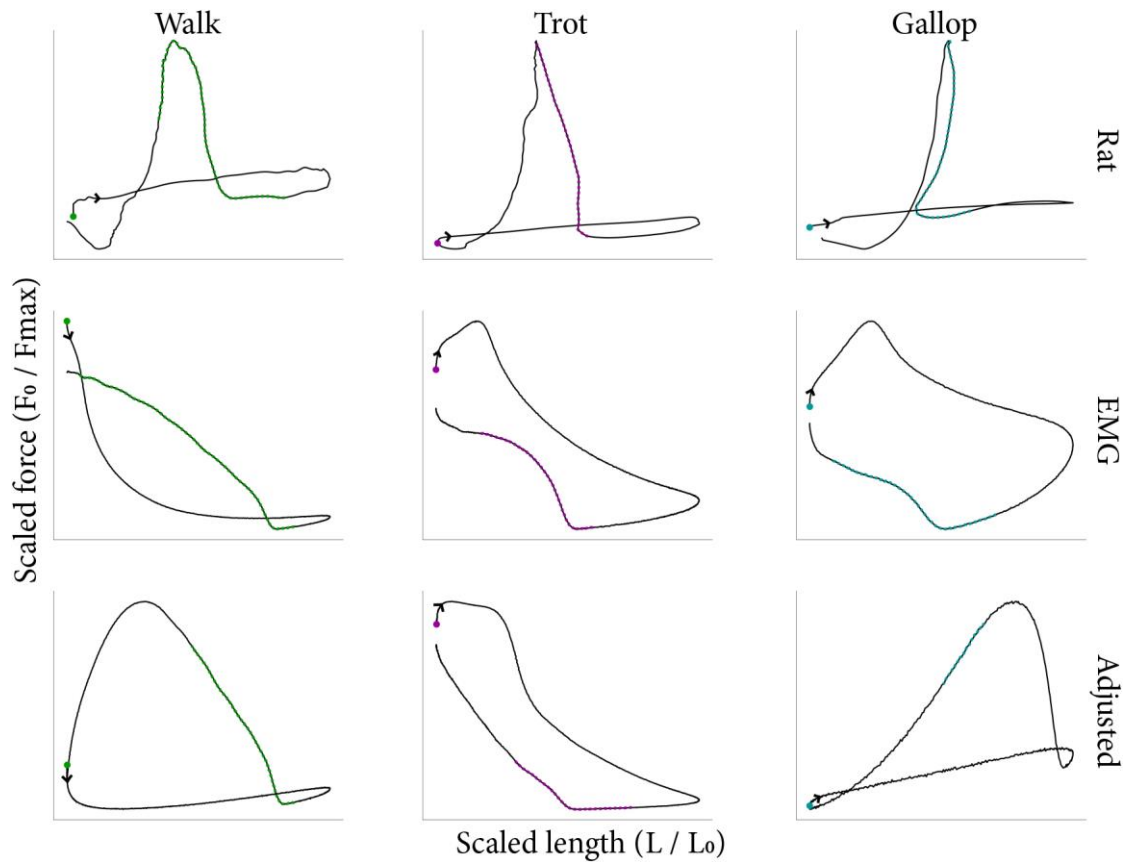 Walk
Trot
Gallop
Rat
EMG
Adjusted
Scaled force (F₀ / Fmax)
Scaled length (L / L₀)